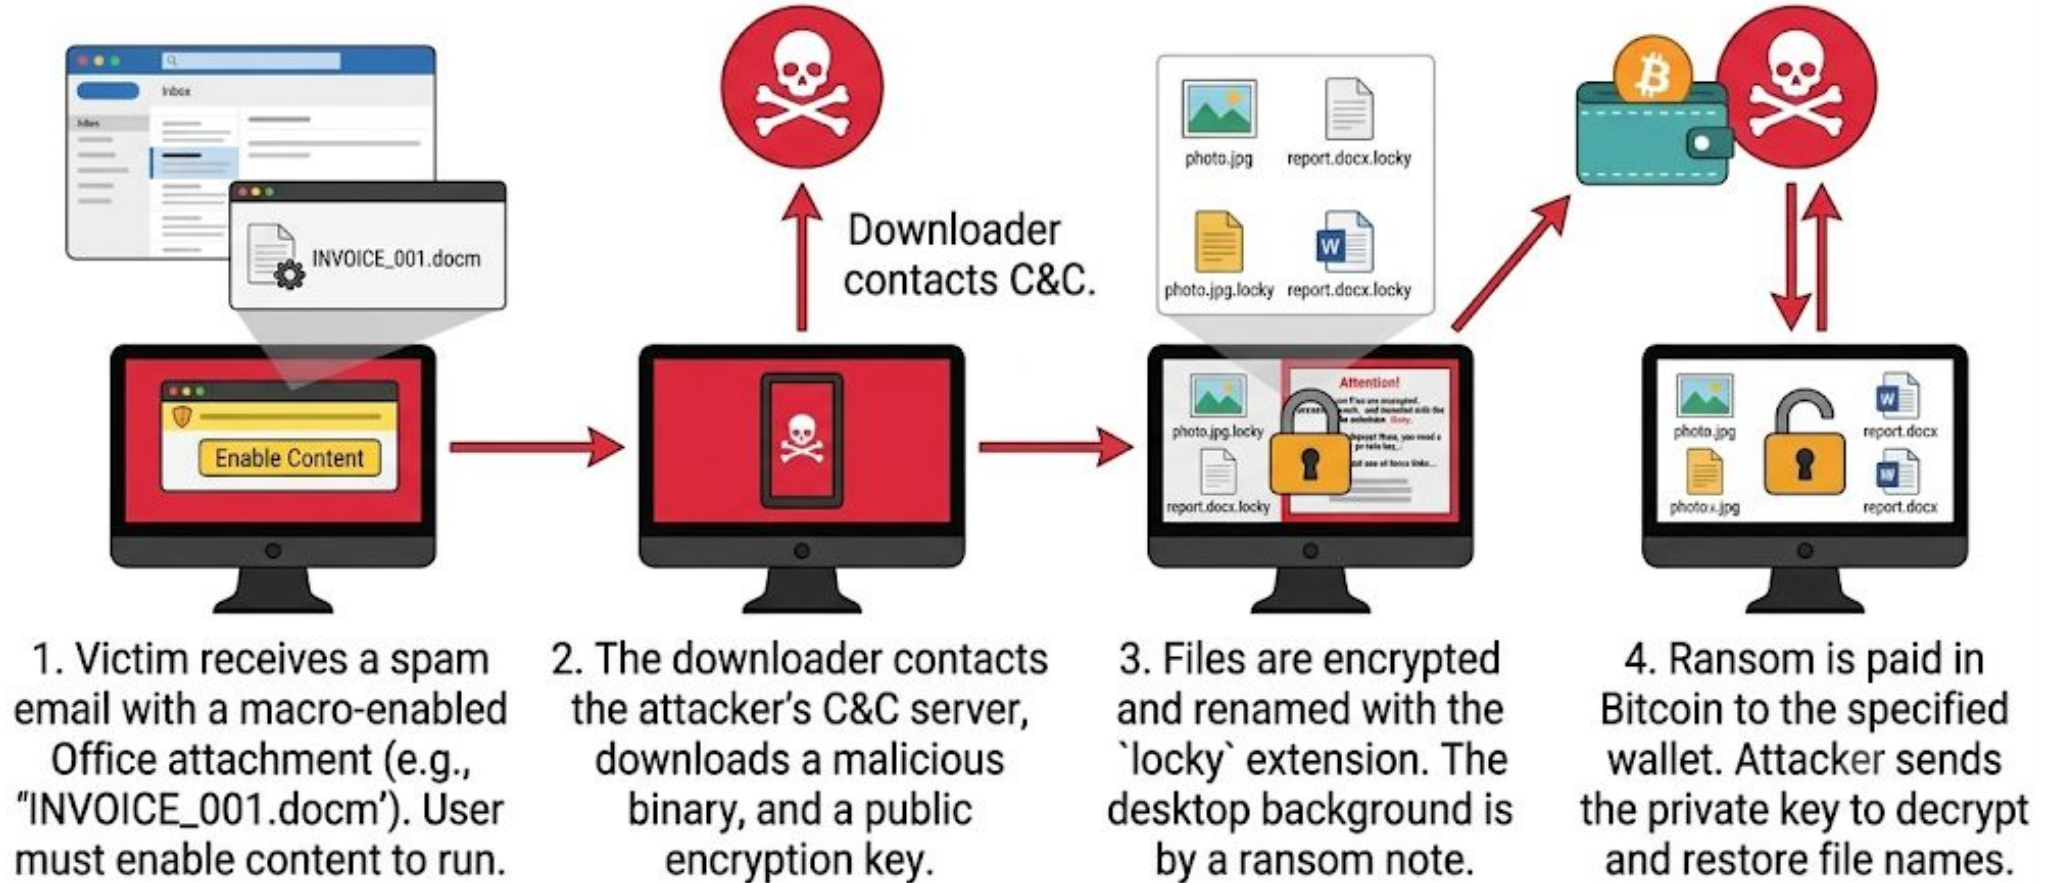 Inbox
INVOICE_001.docm
Enable Content
Downloader
contacts C&C.
photo.jpg
report.docx.locky
photo.jpg.locky
report.docx.locky
W
photo.jpg.locky
report.docx.locky
Attention!
photo.jpg
report.docx
report.docx
W
W
1. Victim receives a spam
email with a macro-enabled
Office attachment (e.g.,
"INVOICE_001.docm'). User
must enable content to run.
2. The downloader contacts
the attacker's C&C server,
downloads a malicious
binary, and a public
encryption key.
3. Files are encrypted
and renamed with the
`locky` extension. The
desktop background is
by a ransom note.
4. Ransom is paid in
Bitcoin to the specified
wallet. Attacker sends
the private key to decrypt
and restore file names.